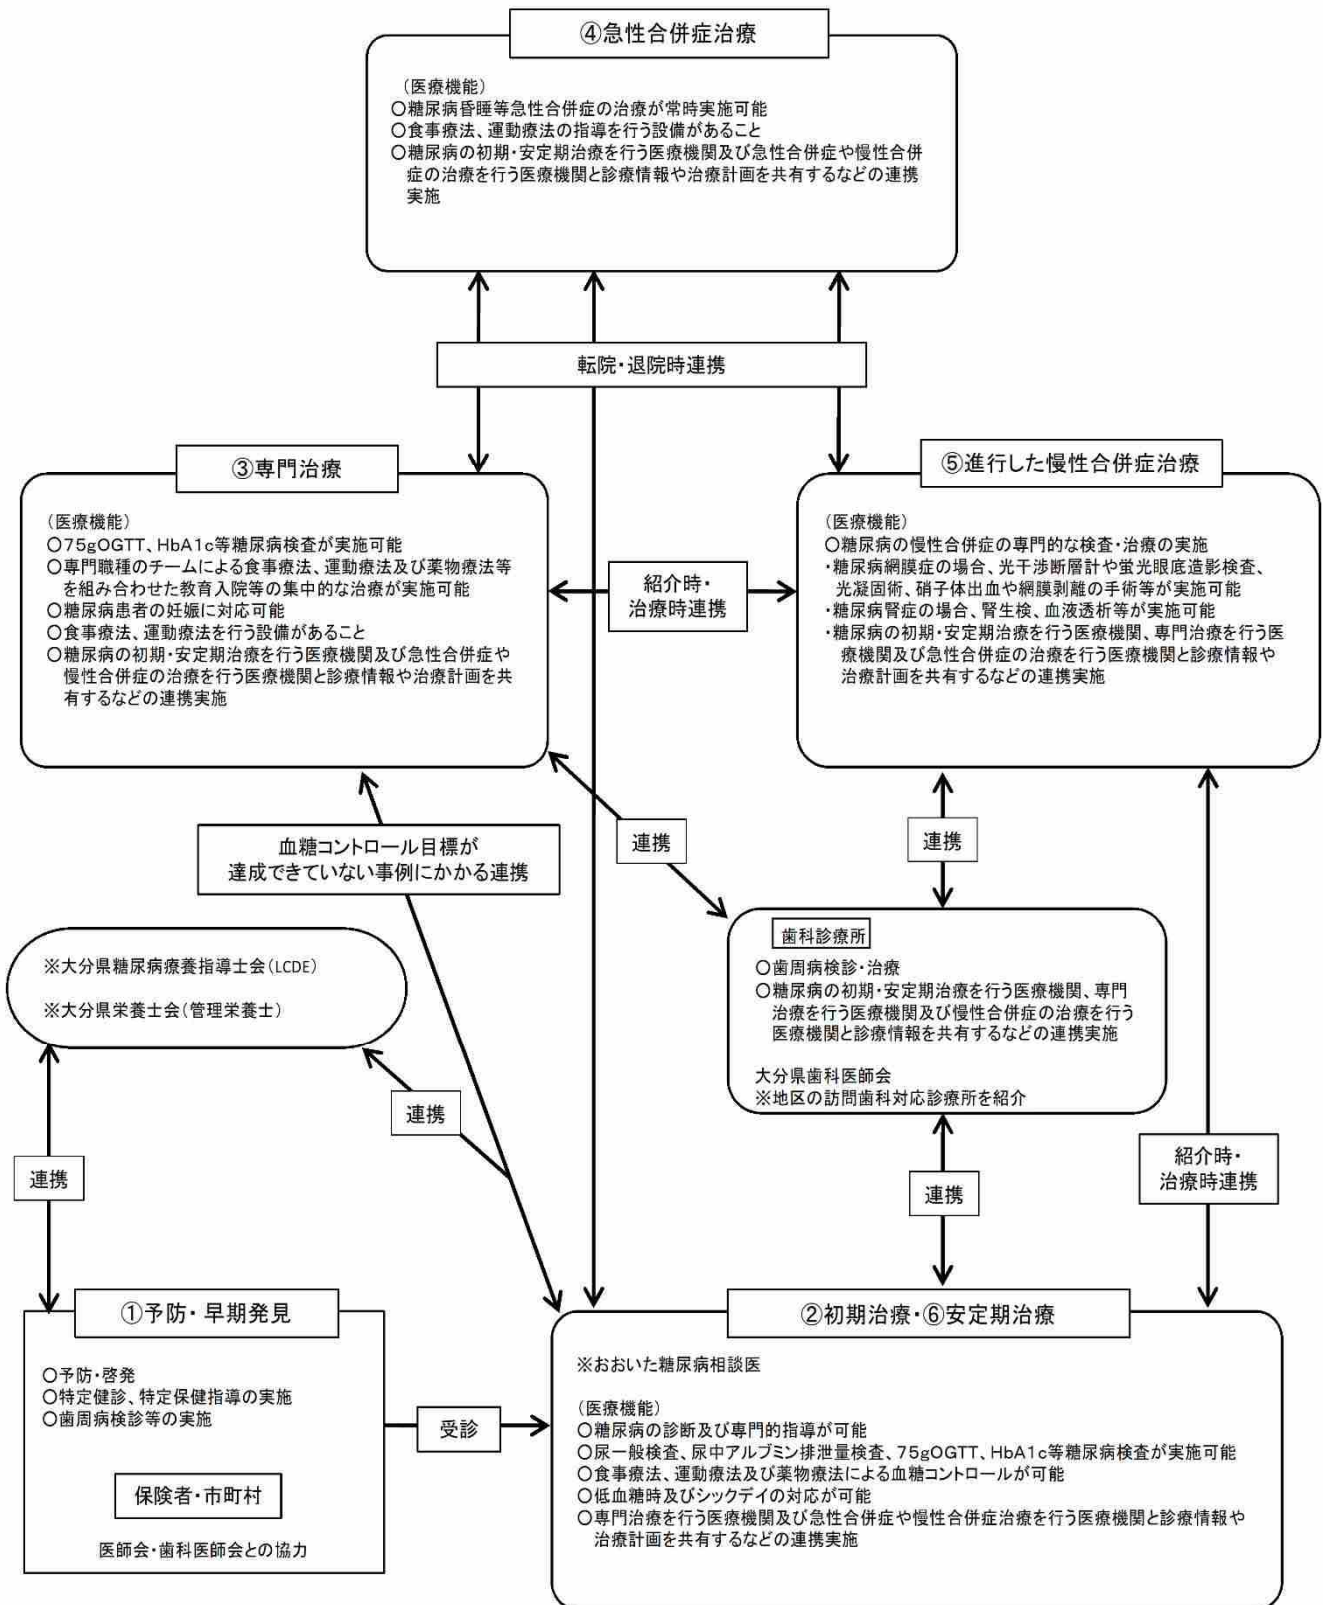 ④急性合併症治療
(医療機能)
○糖尿病昏睡等急性合併症の治療が常時実施可能
○食事療法、運動療法の指導を行う設備があること
○糖尿病の初期・安定期治療を行う医療機関及び急性合併症や慢性合併
症の治療を行う医療機関と診療情報や治療計画を共有するなどの連携
実施
転院・退院時連携
③専門治療
(医療機能)
○75gOGTT、HbA1c等糖尿病検査が実施可能
○専門職種のチームによる食事療法、運動療法及び薬物療法等
を組み合わせた教育入院等の集中的な治療が実施可能
○糖尿病患者の妊娠に対応可能
○食事療法、運動療法を行う設備があること
○糖尿病の初期・安定期治療を行う医療機関及び急性合併症や
慢性合併症の治療を行う医療機関と診療情報や治療計画を共
有するなどの連携実施
紹介時・
治療時連携
⑤進行した慢性合併症治療
(医療機能)
○糖尿病の慢性合併症の専門的な検査・治療の実施
・糖尿病網膜症の場合、光干渉断層計や蛍光眼底造影検査、
光凝固術、硝子体出血や網膜剥離の手術等が実施可能
・糖尿病腎症の場合、腎生検、血液透析等が実施可能
・糖尿病の初期・安定期治療を行う医療機関、専門治療を行う医
療機関及び急性合併症の治療を行う医療機関と診療情報や
治療計画を共有するなどの連携実施
血糖コントロール目標が
達成できていない事例にかかる連携
連携
連携
※大分県糖尿病療養指導士会(LCDE)
※大分県栄養士会(管理栄養士)
歯科診療所
○歯周病検診・治療
○糖尿病の初期・安定期治療を行う医療機関、専門
治療を行う医療機関及び慢性合併症の治療を行う
医療機関と診療情報を共有するなどの連携実施
大分県歯科医師会
※地区の訪問歯科対応診療所を紹介
連携
連携
連携
紹介時・
治療時連携
①予防・早期発見
○予防・啓発
○特定健診、特定保健指導の実施
○歯周病検診等の実施
保険者・市町村
医師会・歯科医師会との協力
受診
②初期治療・⑥安定期治療
※おおいた糖尿病相談医
(医療機能)
○糖尿病の診断及び専門的指導が可能
○尿一般検査、尿中アルブミン排泄量検査、75gOGTT、HbA1c等糖尿病検査が実施可能
○食事療法、運動療法及び薬物療法による血糖コントロールが可能
○低血糖時及びシックデイの対応が可能
○専門治療を行う医療機関及び急性合併症や慢性合併症治療を行う医療機関と診療情報や
治療計画を共有するなどの連携実施